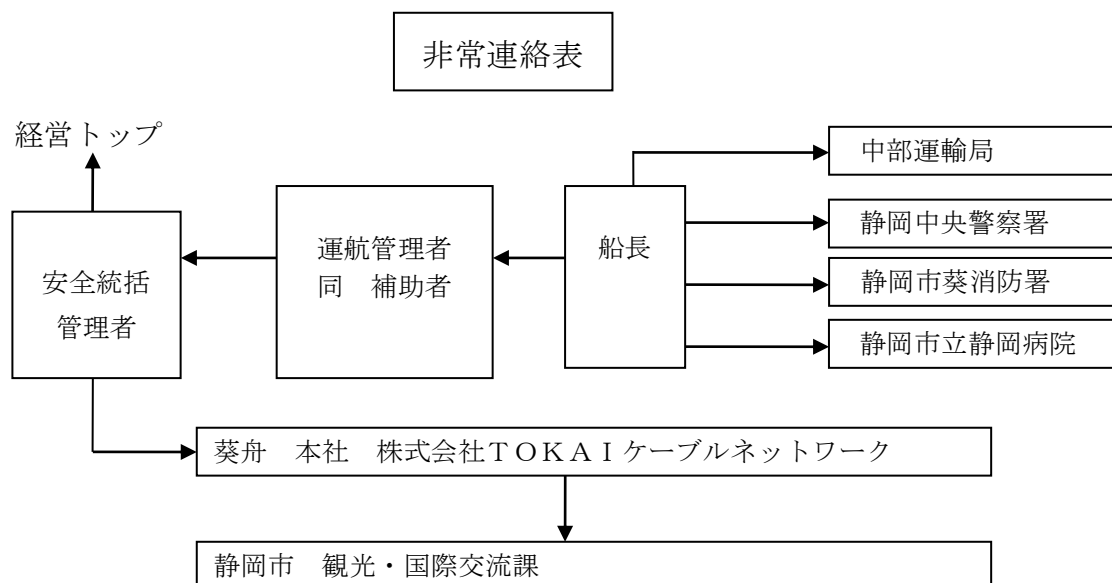 非常連絡表
経営トップ
中部運輸局
静岡中央警察署
静岡市葵消防署
静岡市立静岡病院
船長
運航管理者
同　補助者
安全統括
管理者
葵舟　本社　株式会社ＴＯＫＡＩケーブルネットワーク
静岡市　観光・国際交流課